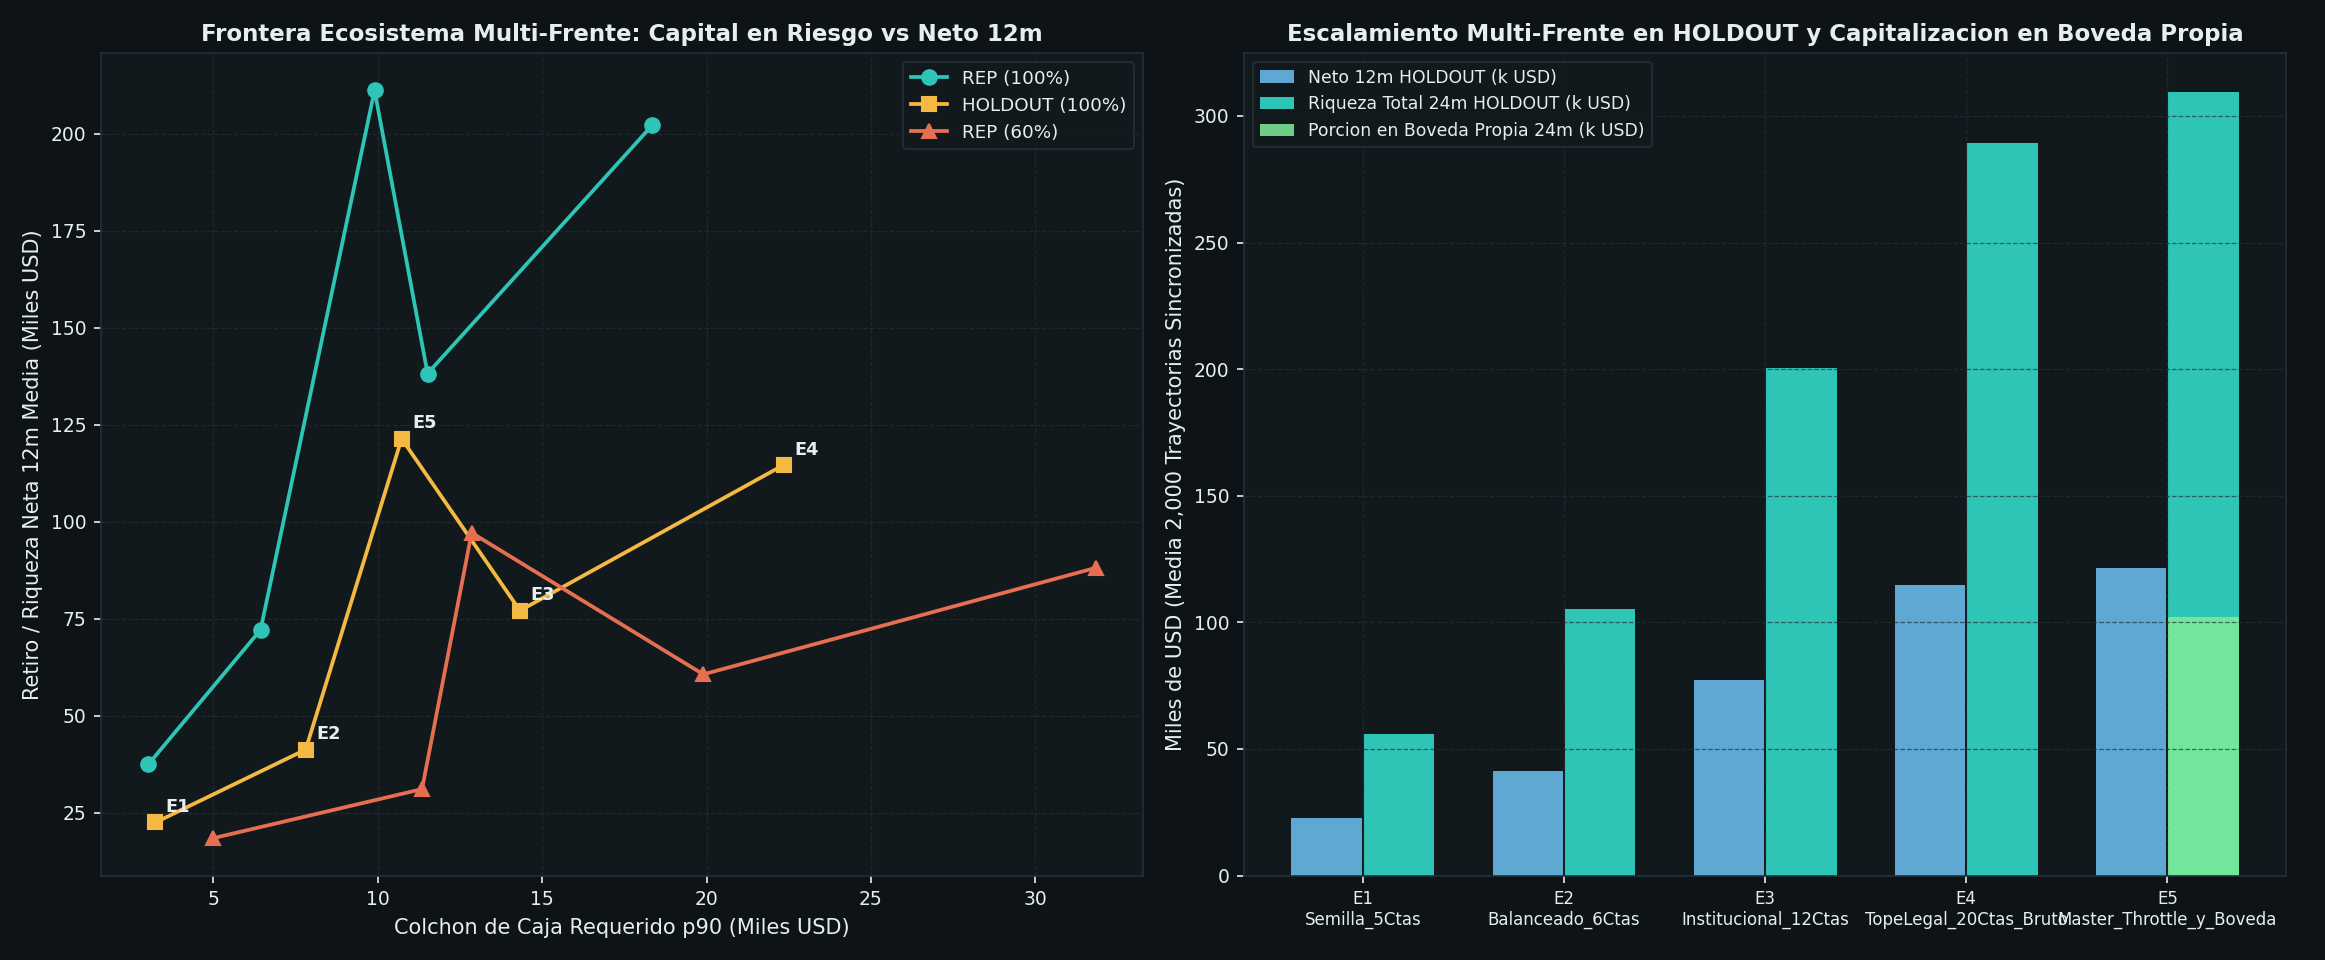 Frontera Ecosistema Multi-Frente: Capital en Riesgo vs Neto 12m
REP (100%)
HOLDOUT (100%)
REP (60%)
Retiro / Riqueza Neta 12m Media (Miles USD)
200
175
150
125
100
75
50
25
E1
E2
E5
E3
E4
5
10
15
20
25
30
Colchon de Caja Requerido p90 (Miles USD)
Escalamiento Multi-Frente en HOLDOUT y Capitalizacion en Boveda Propia
Neto 12m HOLDOUT (k USD)
Riqueza Total 24m HOLDOUT (k USD)
Porcion en Boveda Propia 24m (k USD)
Miles de USD (Media 2,000 Trayectorias Sincronizadas)
300
250
200
150
100
50
0
E1
Semilla_5Ctas
E2
Balanceado_6Ctas
E3
Institucional_12Ctas
E4
TopeLegal_20Ctas_Bruto
E5
Master_Throttle_y_Boveda